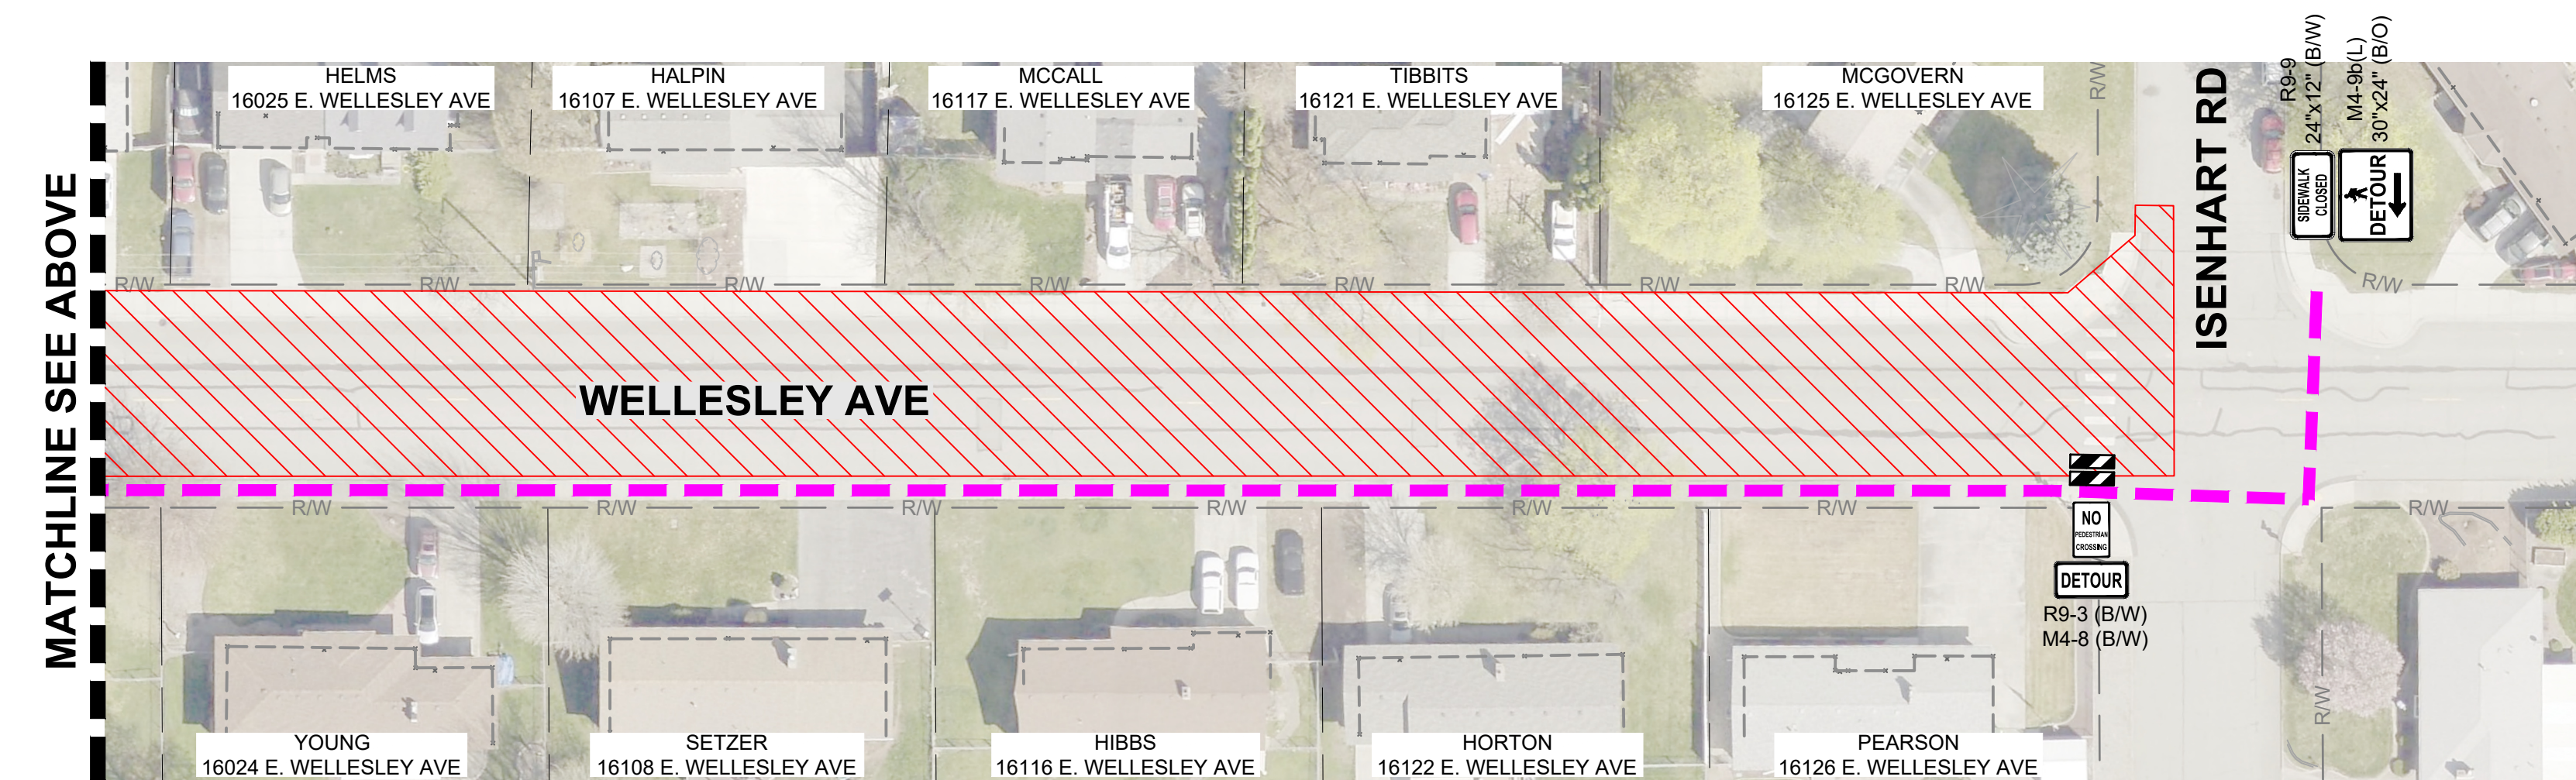 HELMS
16025 E. WELLESLEY AVE
HALPIN
16107 E. WELLESLEY AVE
MCCALL
16117 E. WELLESLEY AVE
TIBBITS
16121 E. WELLESLEY AVE
MCGOVERN
16125 E. WELLESLEY AVE
R/W
ISENHART RD
R9-9
24"x12" (B/W)
M4-9b(L)
30"x24" (B/O)
SIDEWALK
CLOSED
DETOUR
MATCHLINE SEE ABOVE
R/W
R/W
R/W
R/W
R/W
R/W
R/W
R/W
WELLESLEY AVE
R/W
R/W
R/W
R/W
R/W
R/W
R/W
NO
PEDESTRIAN
CROSSING
DETOUR
R9-3 (B/W)
M4-8 (B/W)
R/W
YOUNG
16024 E. WELLESLEY AVE
SETZER
16108 E. WELLESLEY AVE
HIBBS
16116 E. WELLESLEY AVE
HORTON
16122 E. WELLESLEY AVE
PEARSON
16126 E. WELLESLEY AVE